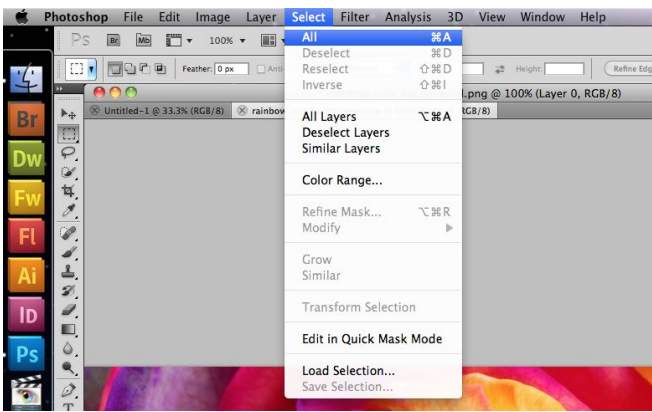 Photoshop File Edit Image Layer Select Filter Analysis 3D View Window Help
PS Br Mb 100%
Feather: 0 px Anti- Height: Refine Edg
.png @ 100% (Layer 0, RGB/8)
Untitled-1 @ 33.3% (RGB/8) rainbow RGB/8)
All ⌘A
Deselect ⌘D
Reselect ⇧⌘D
Inverse ⇧⌘I
All Layers ⌥⌘A
Deselect Layers
Similar Layers
Color Range...
Refine Mask... ⌥⌘R
Modify
Grow
Similar
Transform Selection
Edit in Quick Mask Mode
Load Selection...
Save Selection...
Br
Dw
Fw
Fl
Ai
ID
Ps
T